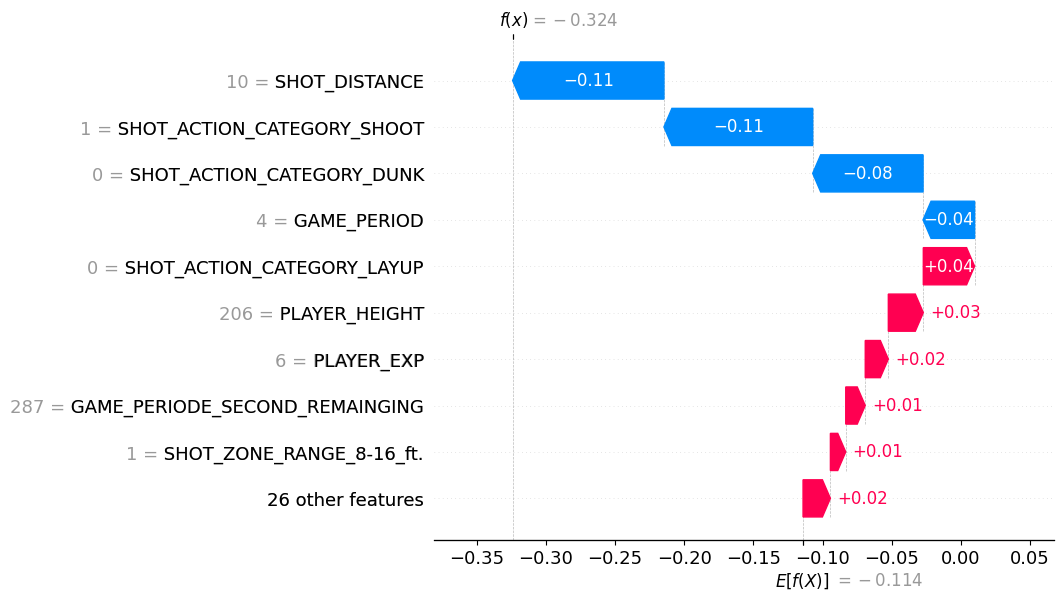 f(x) = −0.324
10 = SHOT_DISTANCE −0.11
1 = SHOT_ACTION_CATEGORY_SHOOT −0.11
0 = SHOT_ACTION_CATEGORY_DUNK −0.08
4 = GAME_PERIOD −0.04
0 = SHOT_ACTION_CATEGORY_LAYUP +0.04
206 = PLAYER_HEIGHT +0.03
6 = PLAYER_EXP +0.02
287 = GAME_PERIODE_SECOND_REMAINGING +0.01
1 = SHOT_ZONE_RANGE_8-16_ft. +0.01
26 other features +0.02
−0.35 −0.30 −0.25 −0.20 −0.15 −0.10 −0.05 0.00 0.05
E[f(X)] = −0.114